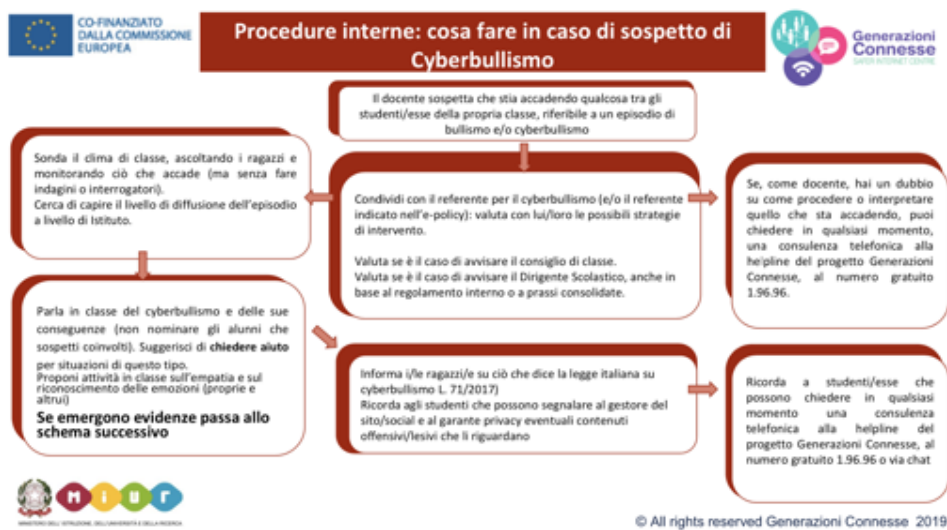 CO-FINANZIATO
DALLA COMMISSIONE
EUROPEA
Procedure interne: cosa fare in caso di sospetto di
Cyberbullismo
Generazioni
Connesse
SAFER INTERNET CENTRE
Il docente sospetta che stia accadendo qualcosa tra gli
studenti/esse della propria classe, riferibile a un episodio di
bullismo e/o cyberbullismo
Sonda il clima di classe, ascoltando i ragazzi e
monitorando ciò che accade (ma senza fare
indagini o interrogatori).
Cerca di capire il livello di diffusione dell'episodio
a livello di Istituto.
Condividi con il referente per il cyberbullismo (e/o il referente
indicato nell'e-policy): valuta con lui/loro le possibili strategie
di intervento.
Valuta se è il caso di avvisare il consiglio di classe.
Valuta se è il caso di avvisare il Dirigente Scolastico, anche in
base al regolamento interno o a prassi consolidate.
Se, come docente, hai un dubbio
su come procedere o interpretare
quello che sta accadendo, puoi
chiedere in qualsiasi momento,
una consulenza telefonica alla
helpline del progetto Generazioni
Connesse, al numero gratuito
1.96.96.
Parla in classe del cyberbullismo e delle sue
conseguenze (non nominare gli alunni che
sospetti coinvolti). Suggerisci di chiedere aiuto
per situazioni di questo tipo.
Proponi attività in classe sull'empatia e sul
riconoscimento delle emozioni (proprie e
altrui)
Se emergono evidenze passa allo
schema successivo
Informa i/le ragazzi/e su ciò che dice la legge italiana su
cyberbullismo L. 71/2017)
Ricorda agli studenti che possono segnalare al gestore del
sito/social e al garante privacy eventuali contenuti
offensivi/lesivi che li riguardano
Ricorda a studenti/esse che
possono chiedere in qualsiasi
momento una consulenza
telefonica alla helpline del
progetto Generazioni Connesse, al
numero gratuito 1.96.96 o via chat
miur
MINISTERO DELL'ISTRUZIONE, DELL'UNIVERSITÀ E DELLA RICERCA
© All rights reserved Generazioni Connesse 2019